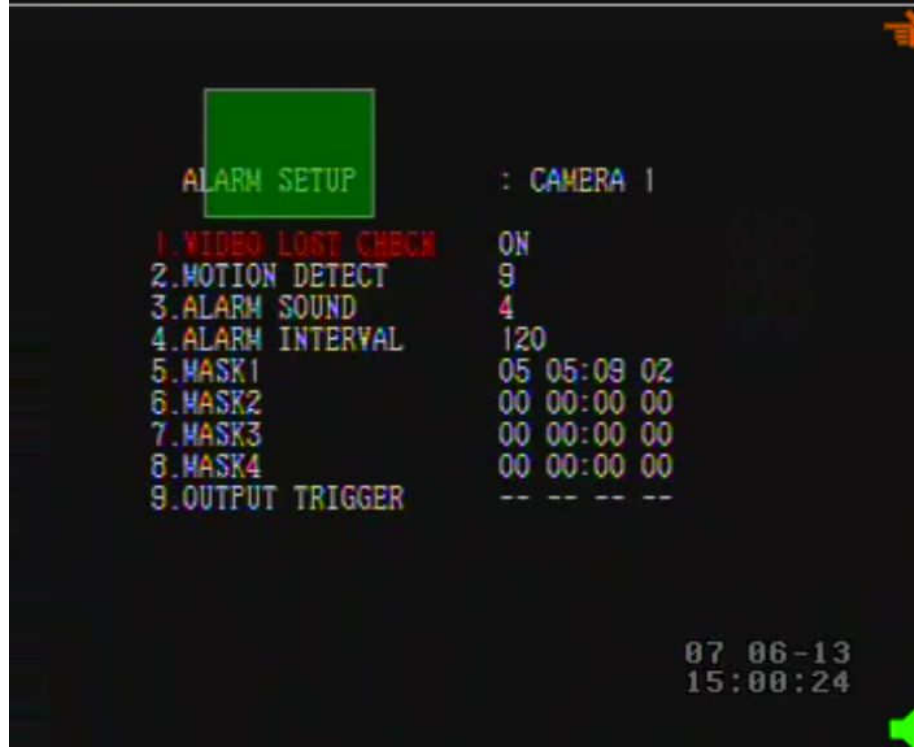 ALARM SETUP : CAMERA 1
1.VIDEO LOST CHECK ON
2.MOTION DETECT 9
3.ALARM SOUND 4
4.ALARM INTERVAL 120
5.MASK1 05 05:09 02
6.MASK2 00 00:00 00
7.MASK3 00 00:00 00
8.MASK4 00 00:00 00
9.OUTPUT TRIGGER -- -- -- --
07 06-13
15:00:24